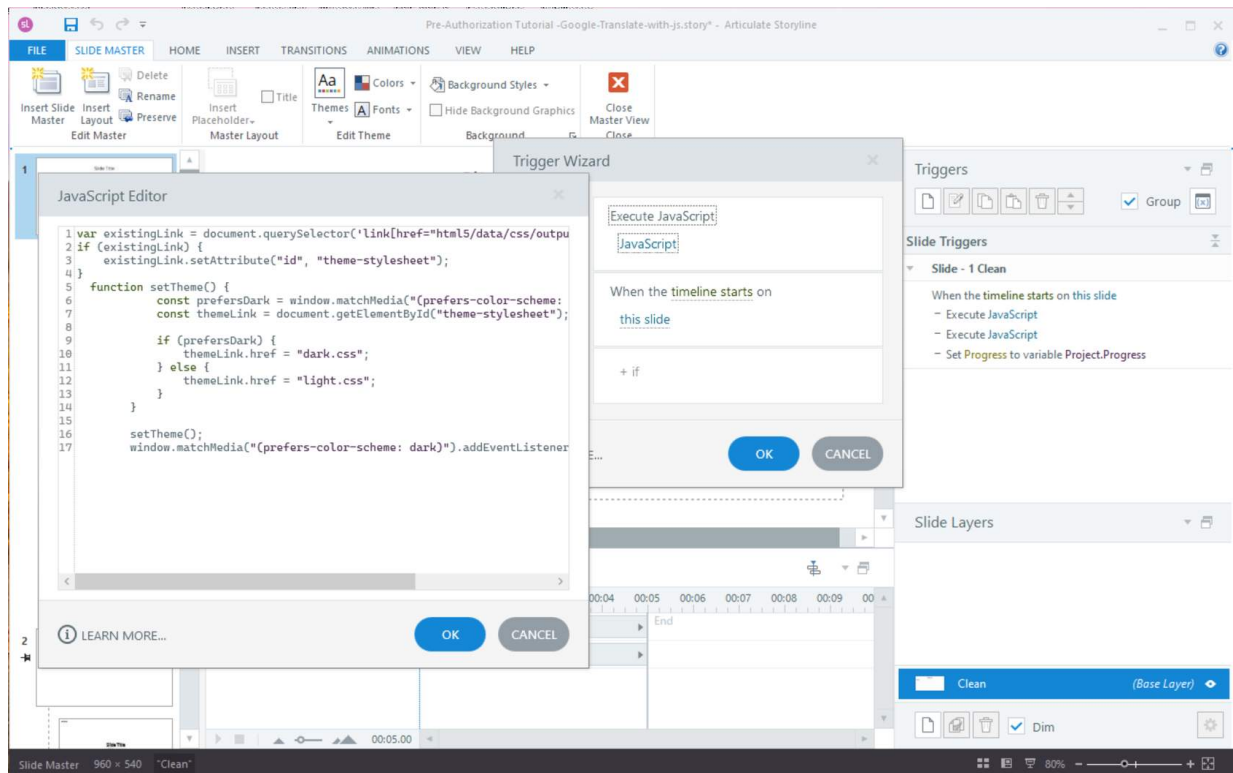 Pre-Authorization Tutorial -Google-Translate-with-js.story* - Articulate Storyline
FILE SLIDE MASTER HOME INSERT TRANSITIONS ANIMATIONS VIEW HELP
Insert Slide Master
Insert Layout
Delete
Rename
Preserve
Edit Master
Insert Placeholder
Title
Master Layout
Themes
Colors
Fonts
Edit Theme
Background Styles
Hide Background Graphics
Background
Close Master View
Close
1
Slide Title
JavaScript Editor
1 var existingLink = document.querySelector('link[href="html5/data/css/outpu
2 if (existingLink) {
3 existingLink.setAttribute("id", "theme-stylesheet");
4 }
5 function setTheme() {
6 const prefersDark = window.matchMedia("(prefers-color-scheme:
7 const themeLink = document.getElementById("theme-stylesheet");
8
9 if (prefersDark) {
10 themeLink.href = "dark.css";
11 } else {
12 themeLink.href = "light.css";
13 }
14 }
15
16 setTheme();
17 window.matchMedia("(prefers-color-scheme: dark)").addEventListener
LEARN MORE...
OK CANCEL
Trigger Wizard
Execute JavaScript
JavaScript
When the timeline starts on
this slide
+ if
OK CANCEL
Triggers
Group
Slide Triggers
Slide - 1 Clean
When the timeline starts on this slide
- Execute JavaScript
- Execute JavaScript
- Set Progress to variable Project.Progress
Slide Layers
00:04 00:05 00:06 00:07 00:08 00:09 00
End
2
Slide Title
Clean (Base Layer)
Dim
00:05.00
Slide Master 960 × 540 "Clean" 80%